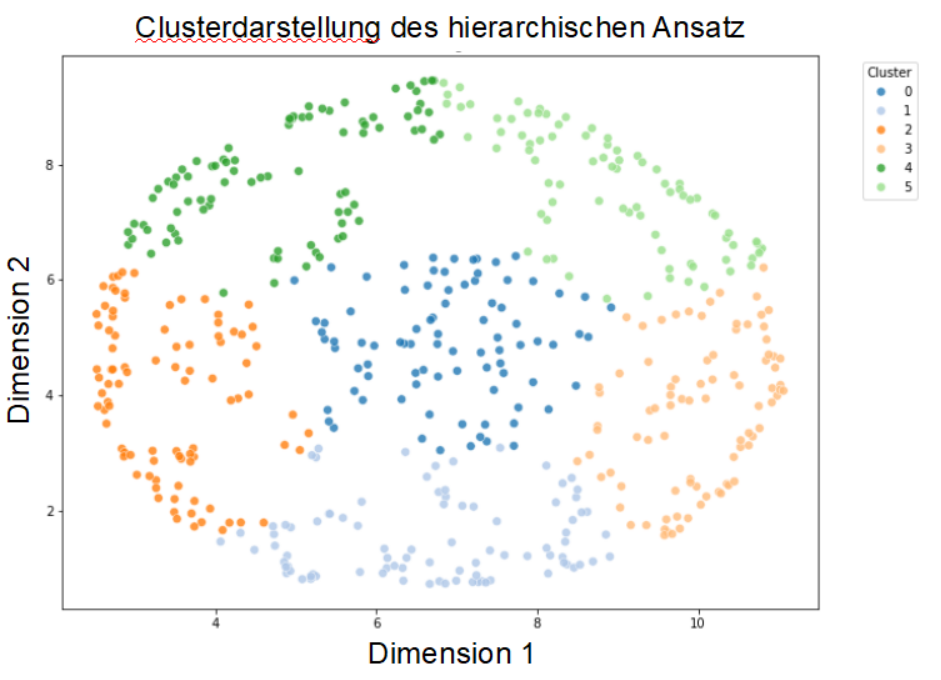 Clusterdarstellung des hierarchischen Ansatz
Cluster
0
1
2
3
4
5
Dimension 2
8
6
4
2
4 6 8 10
Dimension 1